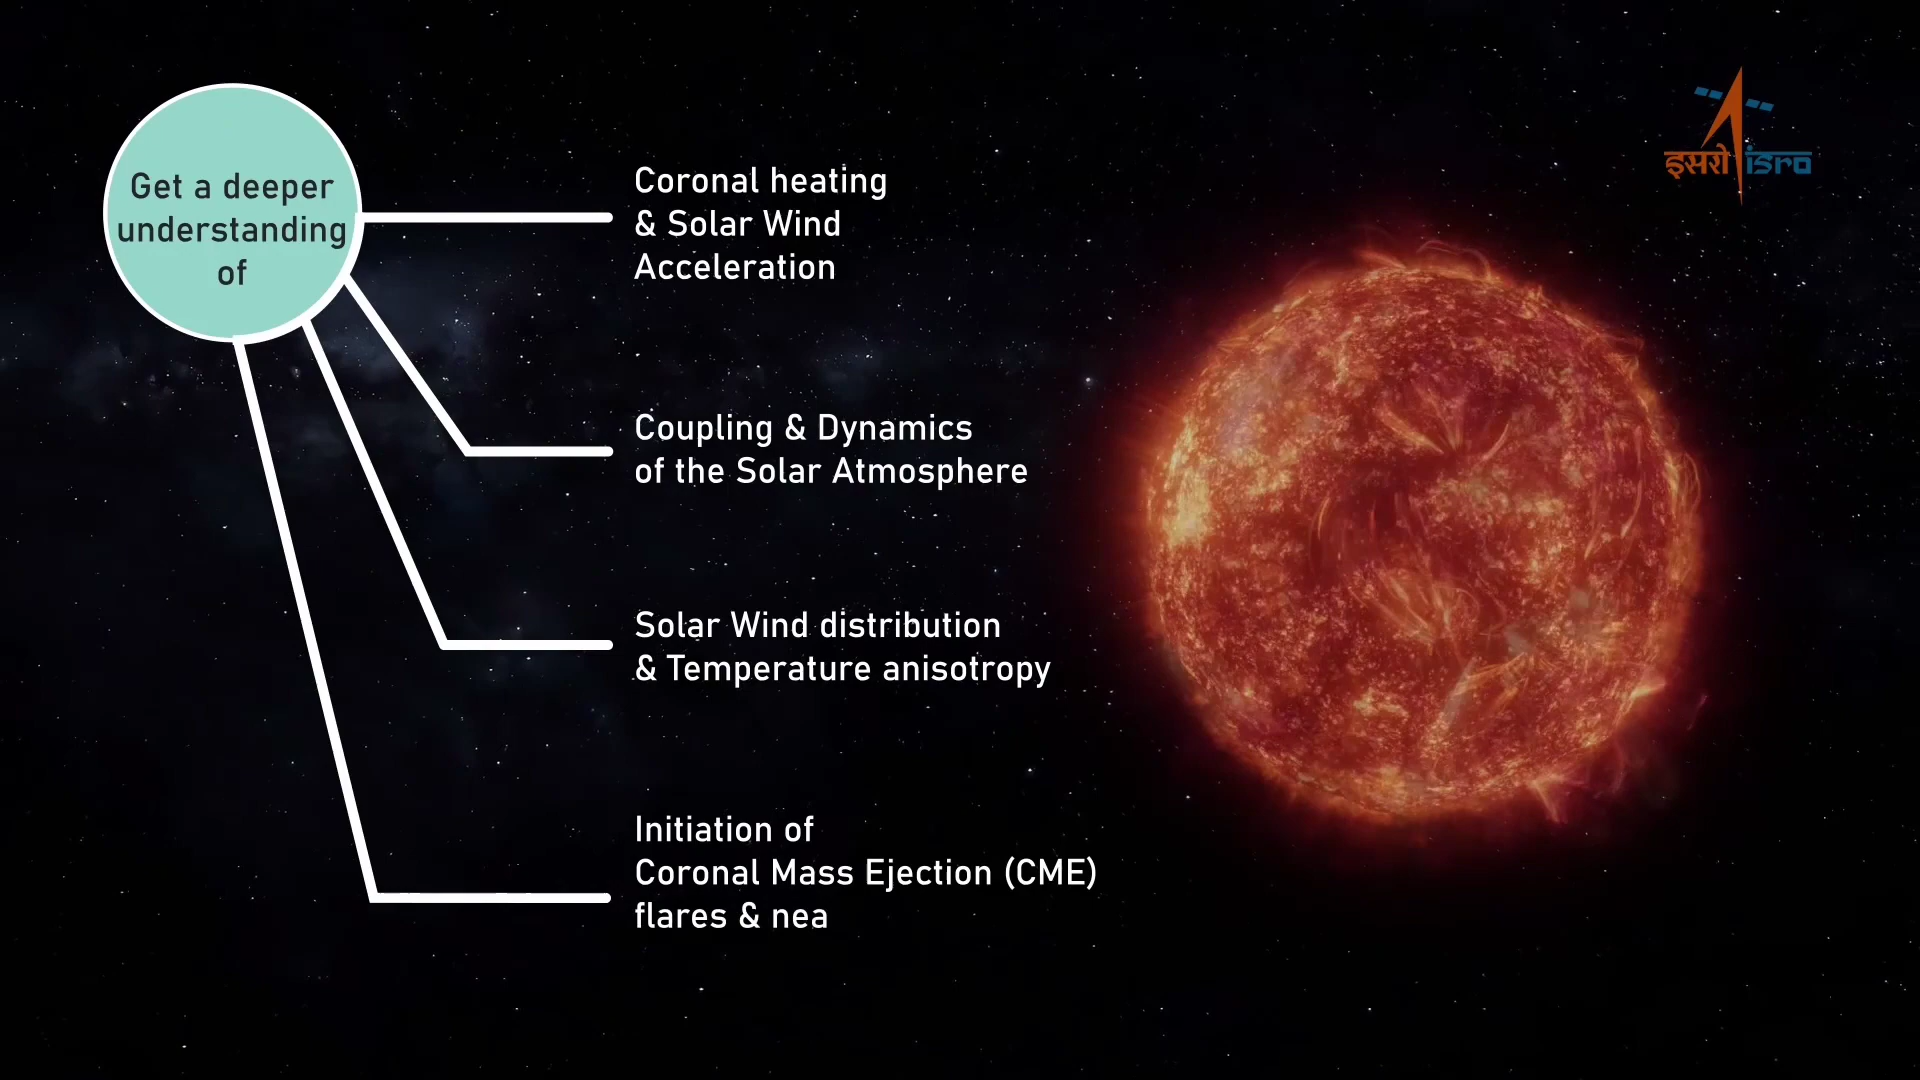 Get a deeper
understanding
of
Coronal heating
& Solar Wind
Acceleration
Coupling & Dynamics
of the Solar Atmosphere
Solar Wind distribution
& Temperature anisotropy
Initiation of
Coronal Mass Ejection (CME)
flares & nea
इसरो isro